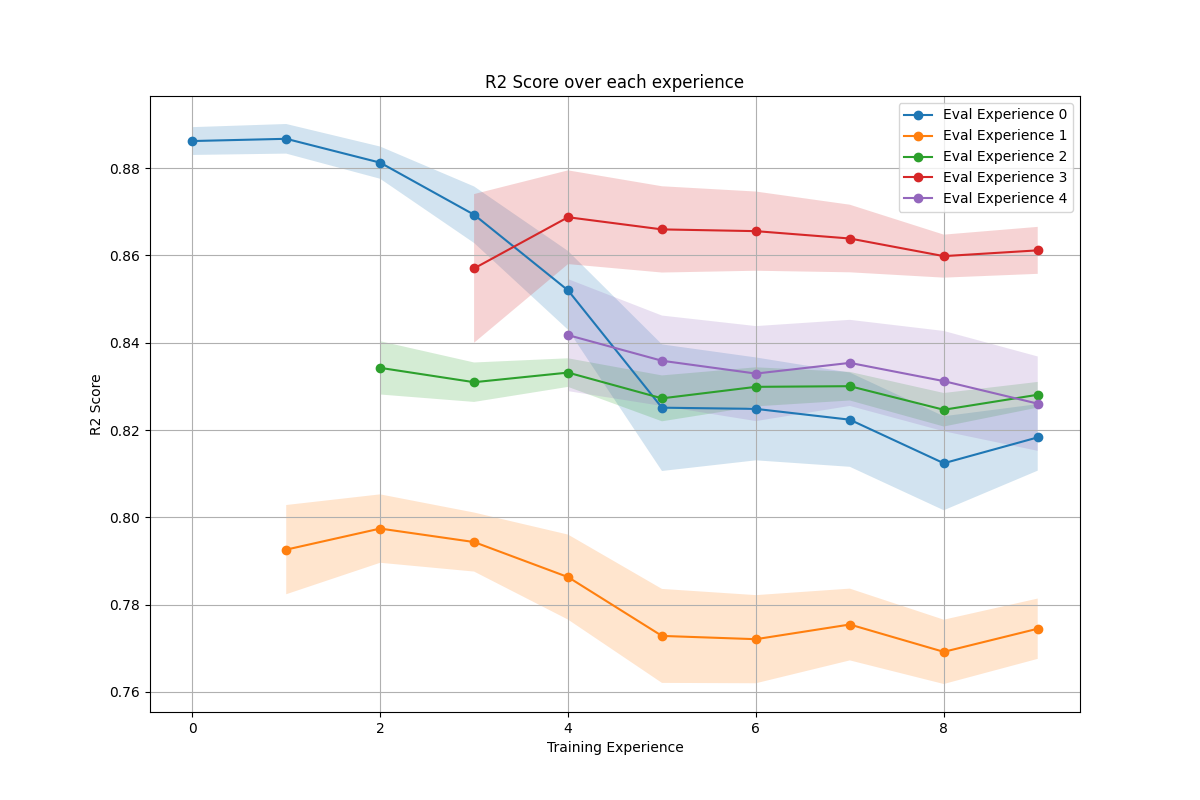 R2 Score over each experience
Eval Experience 0
Eval Experience 1
Eval Experience 2
Eval Experience 3
Eval Experience 4
R2 Score
0.88
0.86
0.84
0.82
0.80
0.78
0.76
0
2
4
6
8
Training Experience